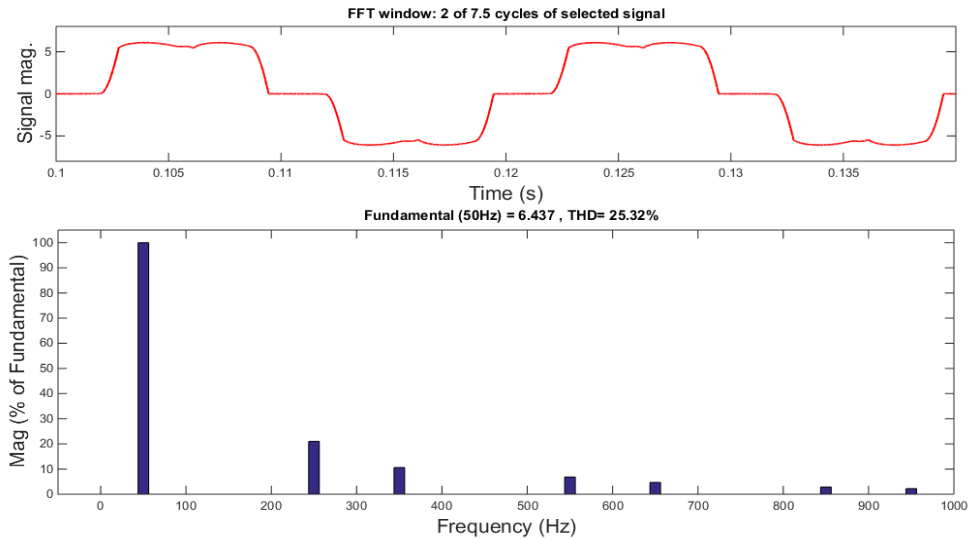 FFT window: 2 of 7.5 cycles of selected signal
Signal mag.
5
0
-5
0.1 0.105 0.11 0.115 0.12 0.125 0.13 0.135
Time (s)
Fundamental (50Hz) = 6.437 , THD= 25.32%
Mag (% of Fundamental)
100
90
80
70
60
50
40
30
20
10
0
0 100 200 300 400 500 600 700 800 900 1000
Frequency (Hz)